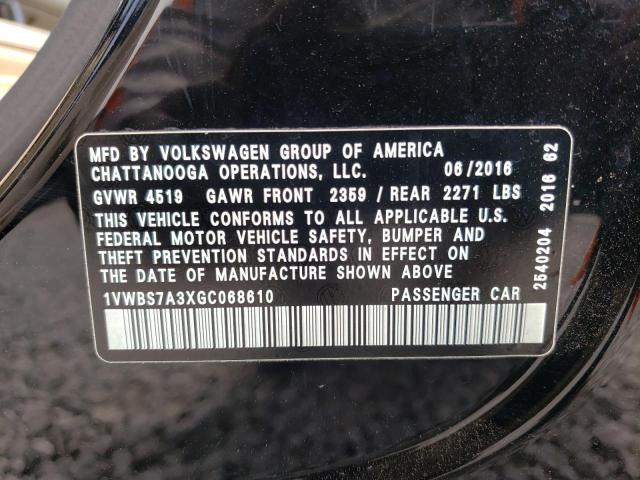 MFD BY VOLKSWAGEN GROUP OF AMERICA
CHATTANOOGA OPERATIONS, LLC. 06/2016
GVWR 4519 GAWR FRONT 2359 / REAR 2271 LBS
THIS VEHICLE CONFORMS TO ALL APPLICABLE U.S.
FEDERAL MOTOR VEHICLE SAFETY, BUMPER AND
THEFT PREVENTION STANDARDS IN EFFECT ON
THE DATE OF MANUFACTURE SHOWN ABOVE
1VWBS7A3XGC068610 PASSENGER CAR
2540204 2016 62